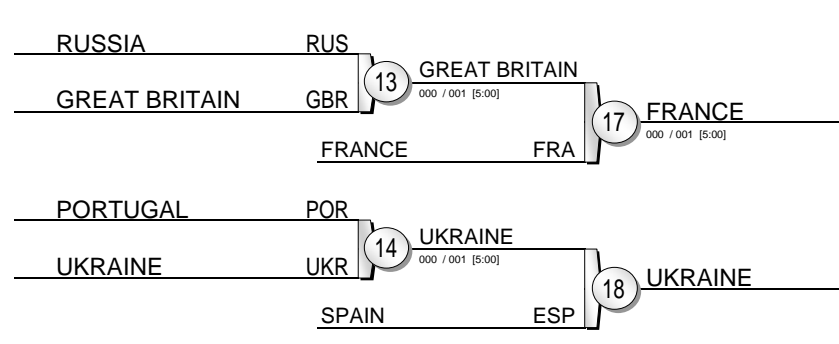 RUSSIA RUS
13 GREAT BRITAIN
000 / 001 [5:00]
GREAT BRITAIN GBR
17 FRANCE
000 / 001 [5:00]
FRANCE FRA
PORTUGAL POR
14 UKRAINE
000 / 001 [5:00]
UKRAINE UKR
18 UKRAINE
SPAIN ESP